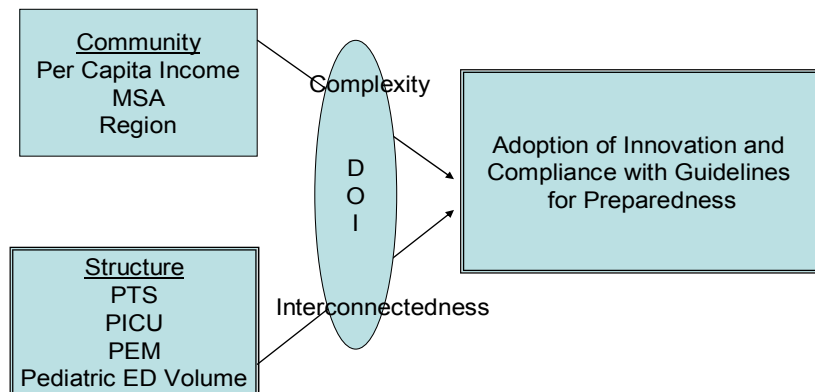 Community
Per Capita Income
MSA
Region
Structure
PTS
PICU
PEM
Pediatric ED Volume
Complexity
D
O
I
Interconnectedness
Adoption of Innovation and
Compliance with Guidelines
for Preparedness